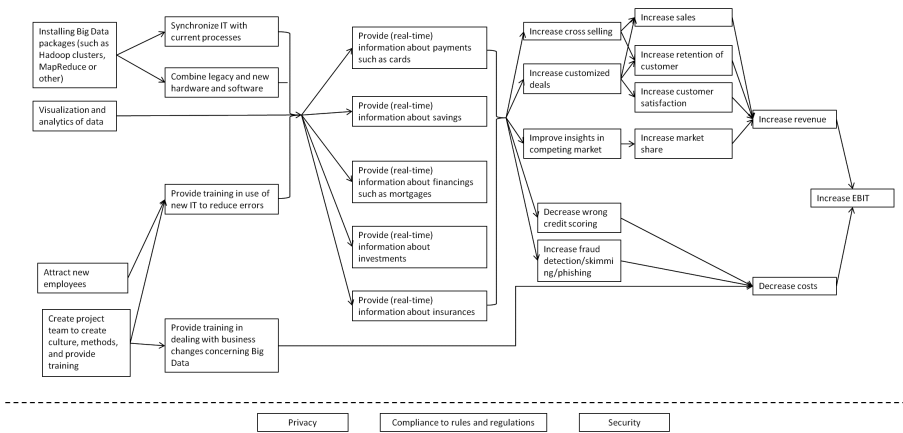 Installing Big Data
packages (such as
Hadoop clusters,
MapReduce or
other)
Visualization and
analytics of data
Attract new
employees
Create project
team to create
culture, methods,
and provide
training
Synchronize IT with
current processes
Combine legacy and new
hardware and software
Provide training in use of
new IT to reduce errors
Provide training in
dealing with business
changes concerning Big
Data
Provide (real-time)
information about payments
such as cards
Provide (real-time)
information about savings
Provide (real-time)
information about financings
such as mortgages
Provide (real-time)
information about
investments
Provide (real-time)
information about insurances
Increase cross selling
Increase customized
deals
Improve insights in
competing market
Decrease wrong
credit scoring
Increase fraud
detection/skimm
ing/phishing
Increase sales
Increase retention of
customer
Increase customer
satisfaction
Increase market
share
Increase revenue
Decrease costs
Increase EBIT
Privacy
Compliance to rules and regulations
Security